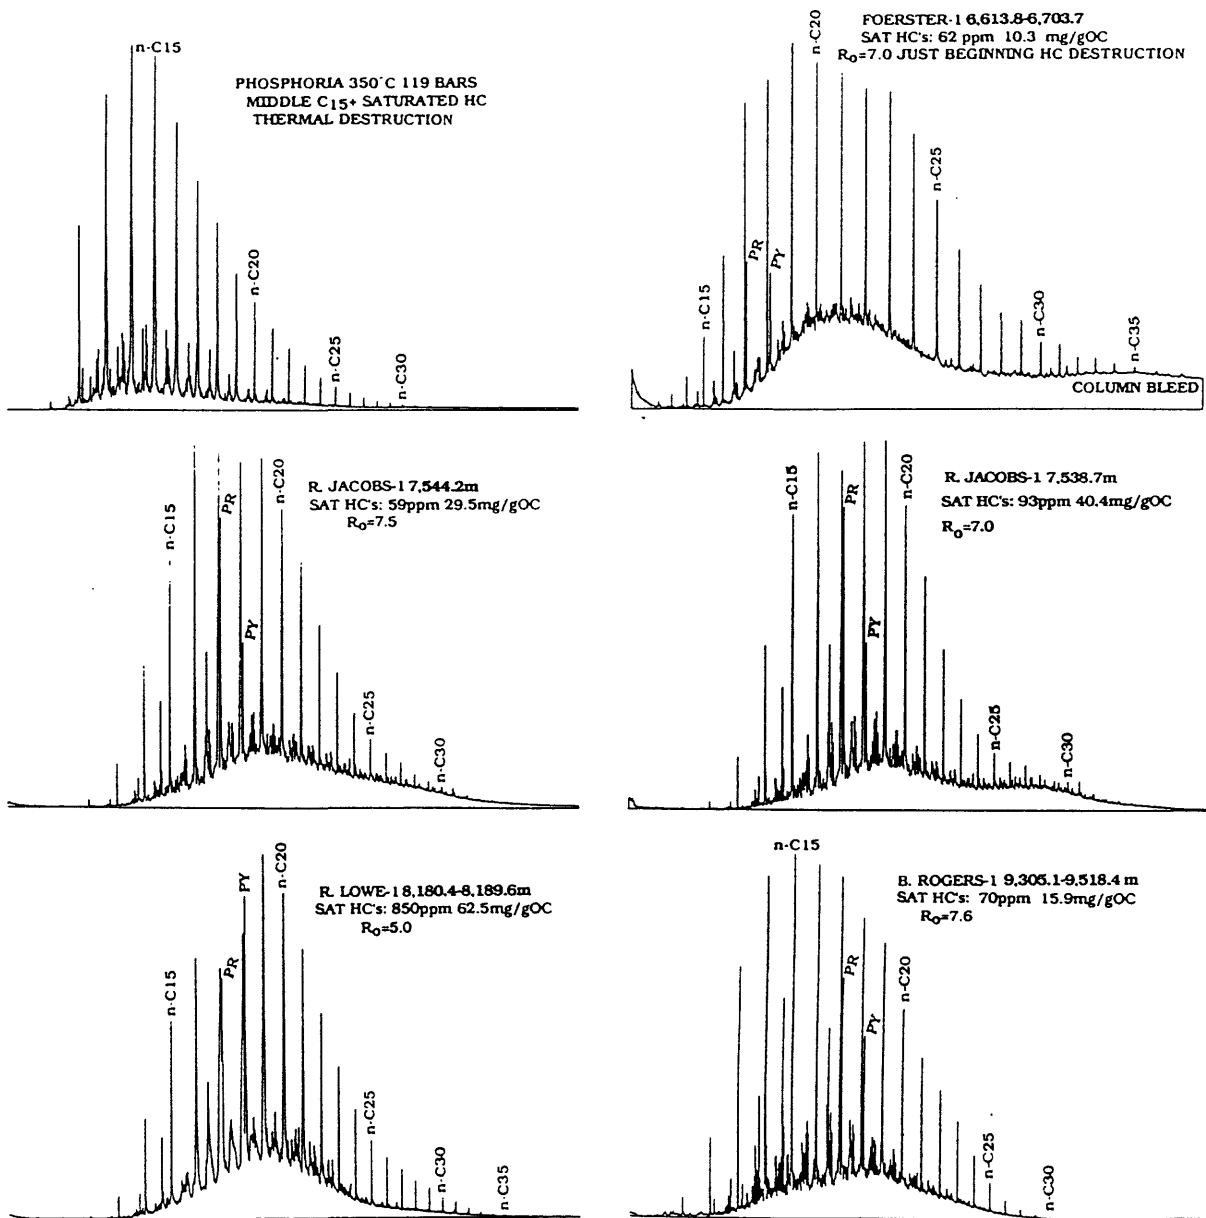 n-C15
PHOSPHORIA 350°C 119 BARS
MIDDLE C15+ SATURATED HC
THERMAL DESTRUCTION
n-C20
n-C25
n-C30
FOERSTER-1 6,613.8-6,703.7
SAT HC's: 62 ppm 10.3 mg/gOC
Ro=7.0 JUST BEGINNING HC DESTRUCTION
n-C15
PR
PY
n-C20
n-C25
n-C30
n-C35
COLUMN BLEED
R. JACOBS-1 7,544.2m
SAT HC's: 59ppm 29.5mg/gOC
Ro=7.5
n-C15
PR
PY
n-C20
n-C25
n-C30
R. JACOBS-1 7,538.7m
SAT HC's: 93ppm 40.4mg/gOC
Ro=7.0
n-C15
PR
PY
n-C20
n-C25
n-C30
R. LOWE-1 8,180.4-8,189.6m
SAT HC's: 850ppm 62.5mg/gOC
Ro=5.0
n-C15
PR
PY
n-C20
n-C25
n-C30
n-C35
n-C15
B. ROGERS-1 9,305.1-9,518.4 m
SAT HC's: 70ppm 15.9mg/gOC
Ro=7.6
PR
PY
n-C20
n-C25
n-C30